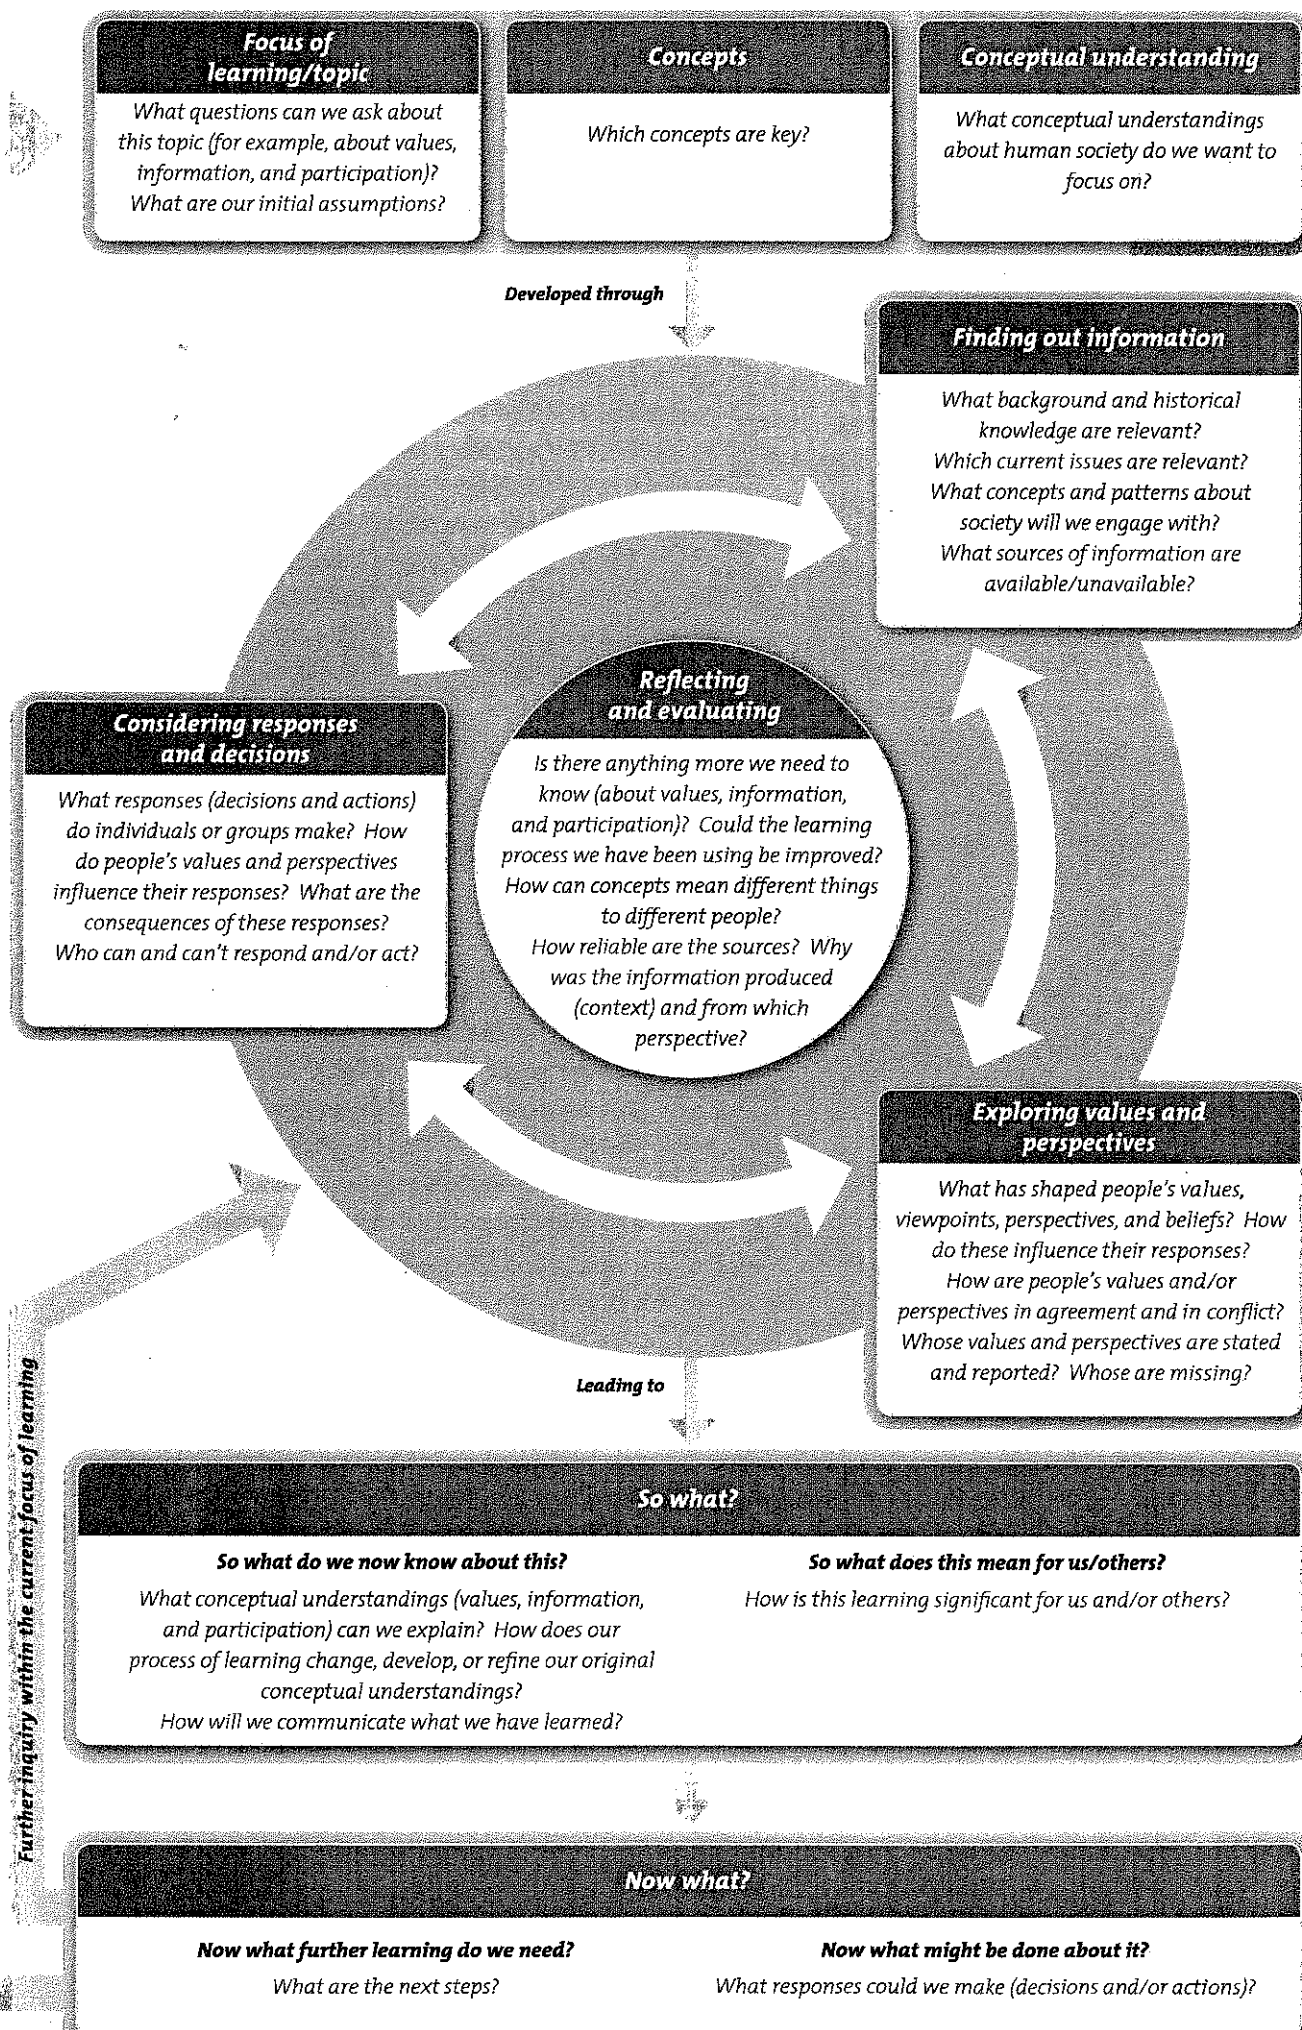 Focus of
learning/topic
What questions can we ask about
this topic (for example, about values,
information, and participation)?
What are our initial assumptions?
Concepts
Which concepts are key?
Conceptual understanding
What conceptual understandings
about human society do we want to
focus on?
Developed through
Finding out information
What background and historical
knowledge are relevant?
Which current issues are relevant?
What concepts and patterns about
society will we engage with?
What sources of information are
available/unavailable?
Considering responses
and decisions
What responses (decisions and actions)
do individuals or groups make? How
do people's values and perspectives
influence their responses? What are the
consequences of these responses?
Who can and can't respond and/or act?
Reflecting
and evaluating
Is there anything more we need to
know (about values, information,
and participation)? Could the learning
process we have been using be improved?
How can concepts mean different things
to different people?
How reliable are the sources? Why
was the information produced
(context) and from which
perspective?
Exploring values and
perspectives
What has shaped people's values,
viewpoints, perspectives, and beliefs? How
do these influence their responses?
How are people's values and/or
perspectives in agreement and in conflict?
Whose values and perspectives are stated
and reported? Whose are missing?
Leading to
Further inquiry within the current focus of learning
So what?
So what do we now know about this?
What conceptual understandings (values, information,
and participation) can we explain? How does our
process of learning change, develop, or refine our original
conceptual understandings?
How will we communicate what we have learned?
So what does this mean for us/others?
How is this learning significant for us and/or others?
Now what?
Now what further learning do we need?
What are the next steps?
Now what might be done about it?
What responses could we make (decisions and/or actions)?